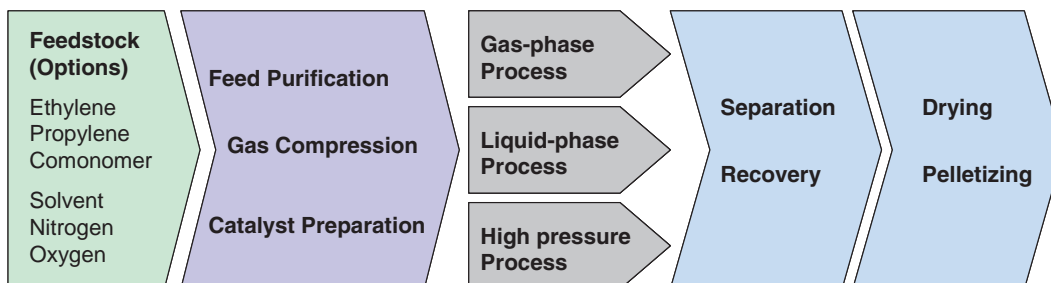 Feedstock
(Options)
Ethylene
Propylene
Comonomer
Solvent
Nitrogen
Oxygen
Feed Purification
Gas Compression
Catalyst Preparation
Gas-phase
Process
Liquid-phase
Process
High pressure
Process
Separation
Recovery
Drying
Pelletizing